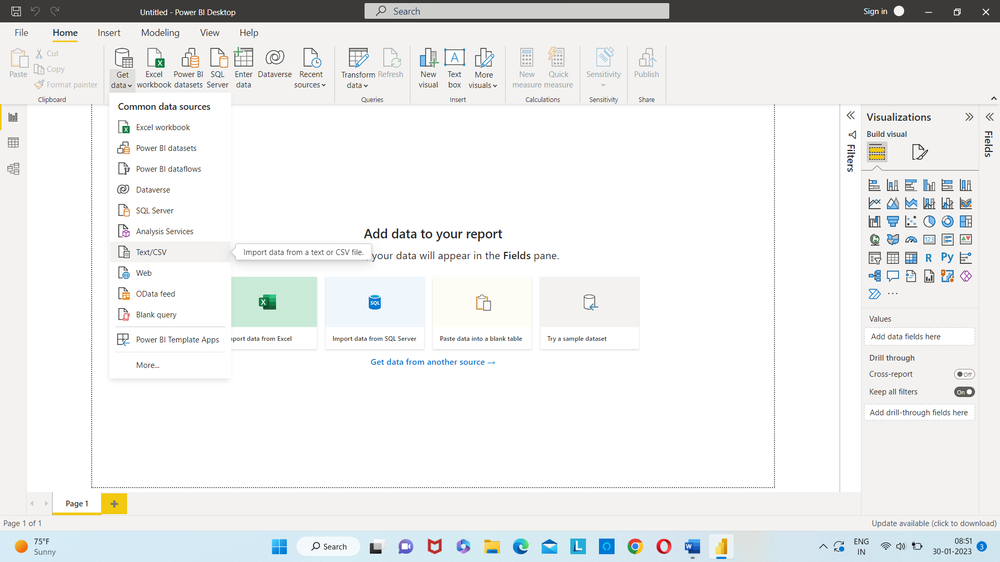 Untitled - Power BI Desktop
Search
Sign in
File Home Insert Modeling View Help
Paste
Cut
Copy
Format painter
Clipboard
Get data
Excel workbook
Power BI datasets
SQL Server
Enter data
Dataverse
Recent sources
Transform data
Refresh
Queries
New visual
Text box
A
More visuals
Insert
New measure
Quick measure
Calculations
Sensitivity
Sensitivity
Publish
Share
Common data sources
Excel workbook
Power BI datasets
Power BI dataflows
Dataverse
SQL Server
Analysis Services
Text/CSV
Import data from a text or CSV file.
Web
OData feed
Blank query
Power BI Template Apps
More...
Add data to your report
your data will appear in the Fields pane.
SQL
port data from Excel
Import data from SQL Server
Paste data into a blank table
Try a sample dataset
Get data from another source →
Filters
Visualizations
Build visual
123
R
Py
...
Values
Add data fields here
Drill through
Cross-report
Off
Keep all filters
On
Add drill-through fields here
Fields
Page 1
Page 1 of 1
Update available (click to download)
75°F
Sunny
Search
ENG
IN
08:51
30-01-2023
3